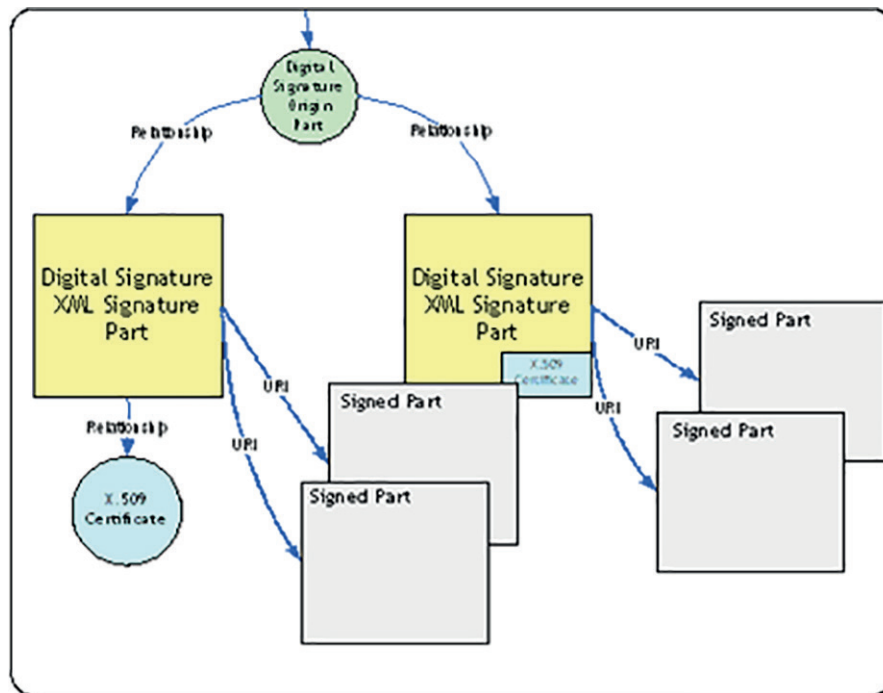 Digital
Signature
Origin
Part
Relationship
Relationship
Digital Signature
XML Signature
Part
Digital Signature
XML Signature
Part
X.509
Certificate
Signed Part
URI
URI
URI
URI
Signed Part
Signed Part
Signed Part
Relationship
X.509
Certificate